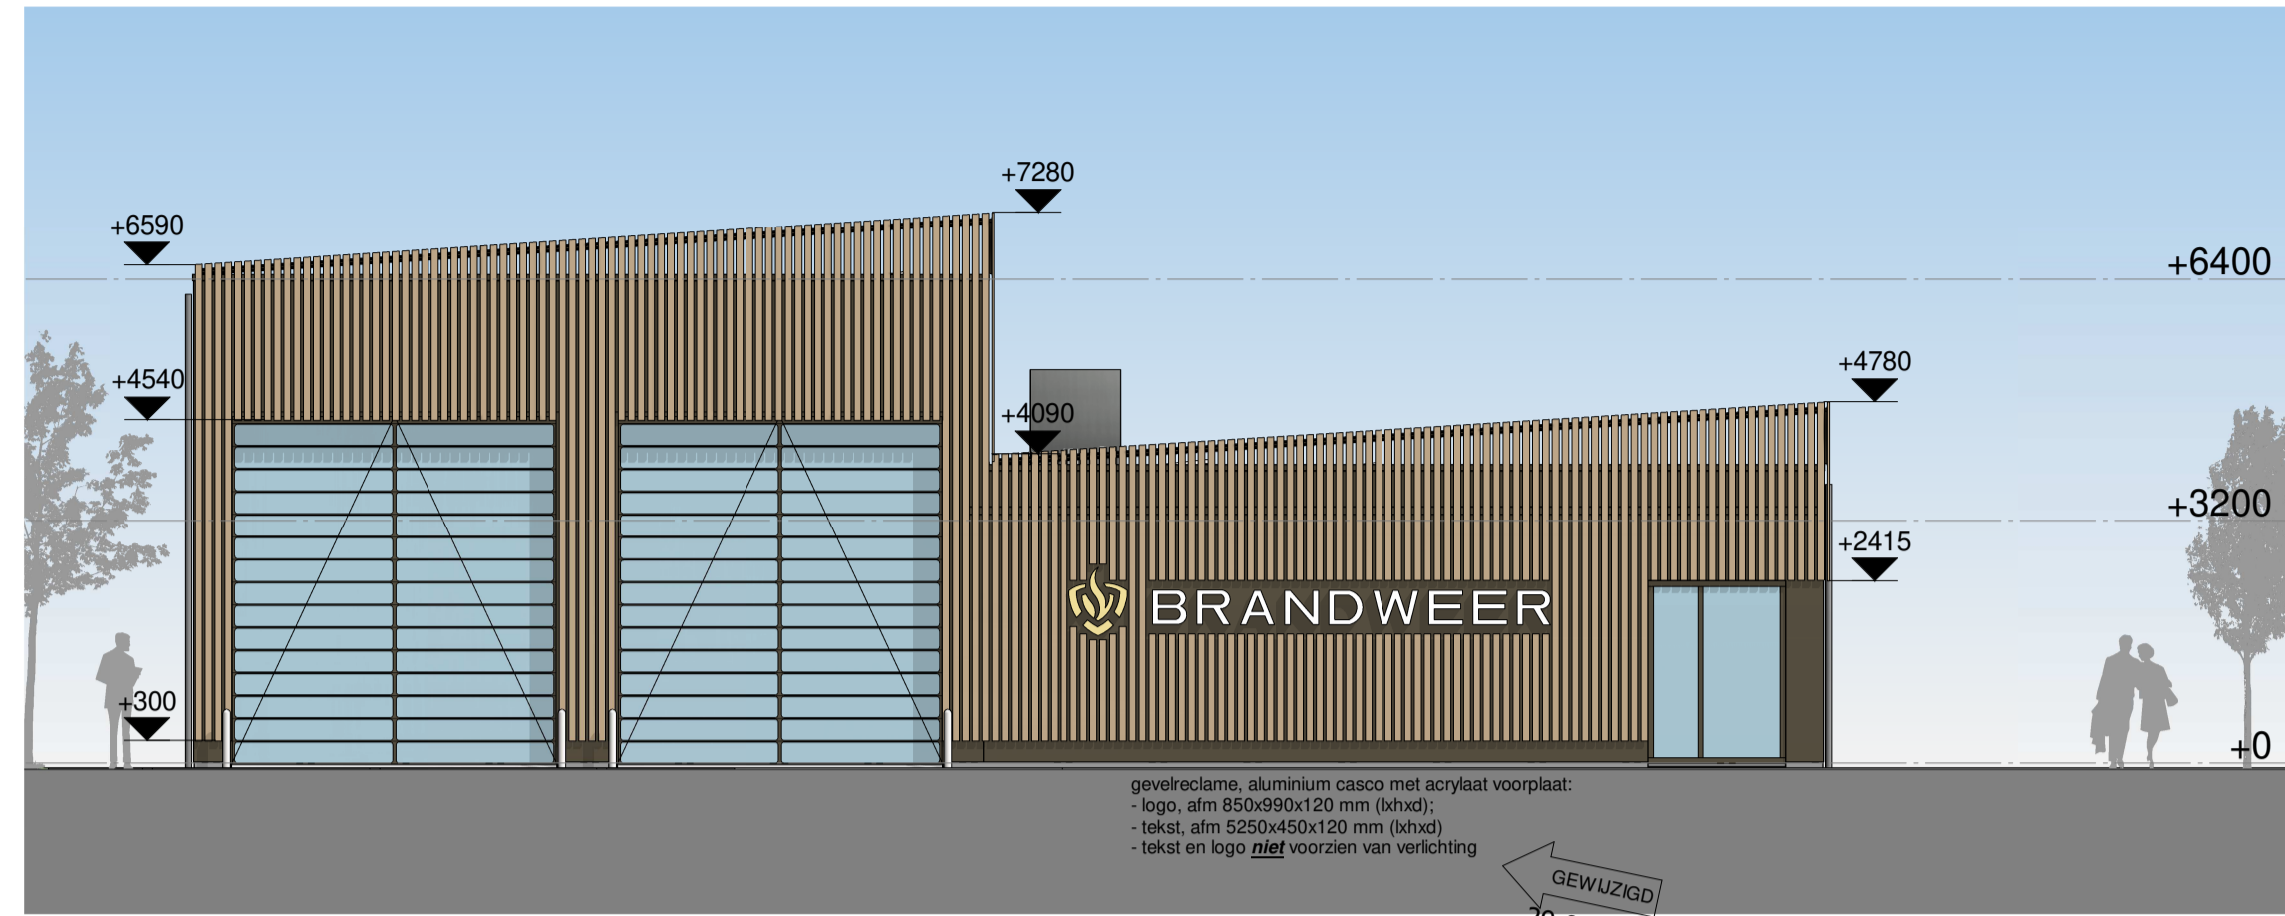 +7280
+6590
+6400
+4540
+4780
+4090
+3200
+2415
BRANDWEER
+300
+0
gevelreclame, aluminium casco met acrylaat voorplaat:
- logo, afm 850x990x120 mm (lxhxd);
- tekst, afm 5250x450x120 mm (lxhxd)
- tekst en logo niet voorzien van verlichting
GEWIJZIGD